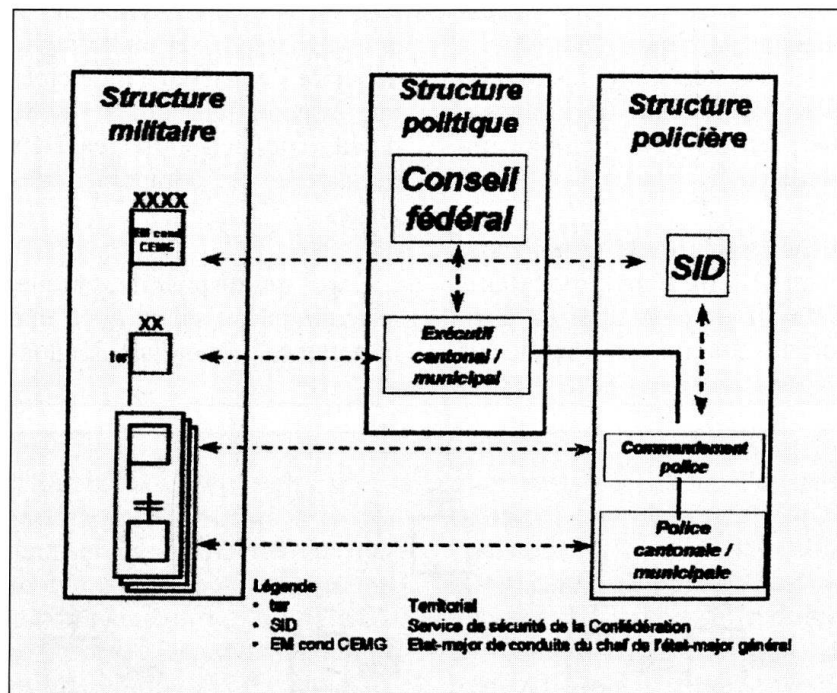 Structure
militaire
XXXX
EM cond
CEMG
XX
ter
Structure
politique
Conseil
fédéral
Exécutif
cantonal /
municipal
Structure
policière
SID
Commandement
police
Police
cantonale /
municipale
Légende
• ter Territorial
• SID Service de sécurité de la Confédération
• EM cond CEMG Etat-major de conduite du chef de l'état-major général